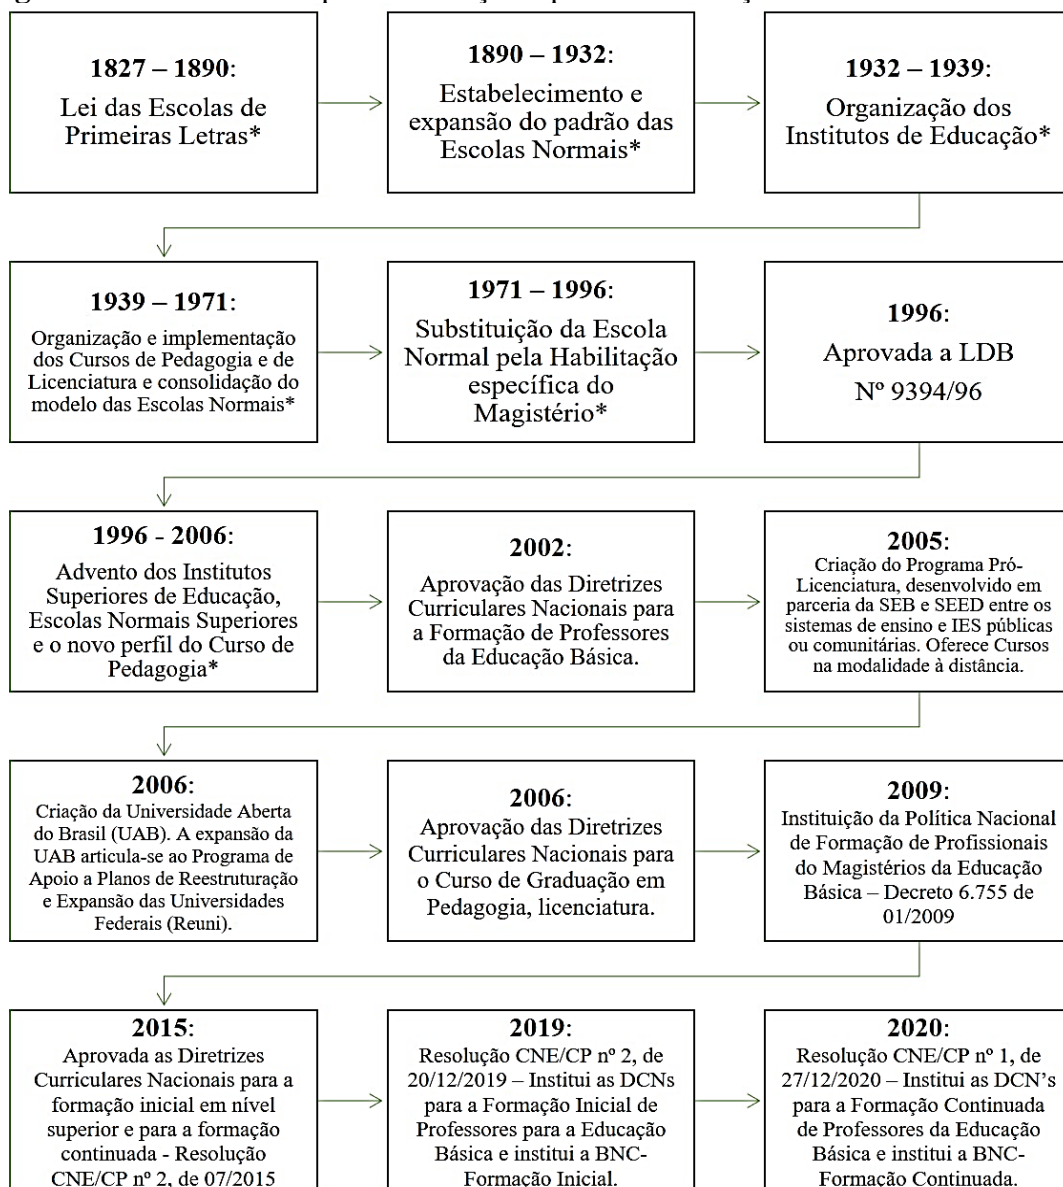 1827 – 1890:
Lei das Escolas de
Primeiras Letras*
1890 – 1932:
Estabelecimento e
expansão do padrão das
Escolas Normais*
1932 – 1939:
Organização dos
Institutos de Educação*
1939 – 1971:
Organização e implementação
dos Cursos de Pedagogia e de
Licenciatura e consolidação do
modelo das Escolas Normais*
1971 – 1996:
Substituição da Escola
Normal pela Habilitação
específica do
Magistério*
1996:
Aprovada a LDB
Nº 9394/96
1996 - 2006:
Advento dos Institutos
Superiores de Educação,
Escolas Normais Superiores
e o novo perfil do Curso de
Pedagogia*
2002:
Aprovação das Diretrizes
Curriculares Nacionais para
a Formação de Professores
da Educação Básica.
2005:
Criação do Programa Pró-
Licenciatura, desenvolvido em
parceria da SEB e SEED entre os
sistemas de ensino e IES públicas
ou comunitárias. Oferece Cursos
na modalidade à distância.
2006:
Criação da Universidade Aberta
do Brasil (UAB). A expansão da
UAB articula-se ao Programa de
Apoio a Planos de Reestruturação
e Expansão das Universidades
Federais (Reuni).
2006:
Aprovação das Diretrizes
Curriculares Nacionais para
o Curso de Graduação em
Pedagogia, licenciatura.
2009:
Instituição da Política Nacional
de Formação de Profissionais
do Magistérios da Educação
Básica – Decreto 6.755 de
01/2009
2015:
Aprovada as Diretrizes
Curriculares Nacionais para a
formação inicial em nível
superior e para a formação
continuada - Resolução
CNE/CP nº 2, de 07/2015
2019:
Resolução CNE/CP nº 2, de
20/12/2019 – Institui as DCNs
para a Formação Inicial de
Professores para a Educação
Básica e institui a BNC-
Formação Inicial.
2020:
Resolução CNE/CP nº 1, de
27/12/2020 – Institui as DCN's
para a Formação Continuada
de Professores da Educação
Básica e institui a BNC-
Formação Continuada.